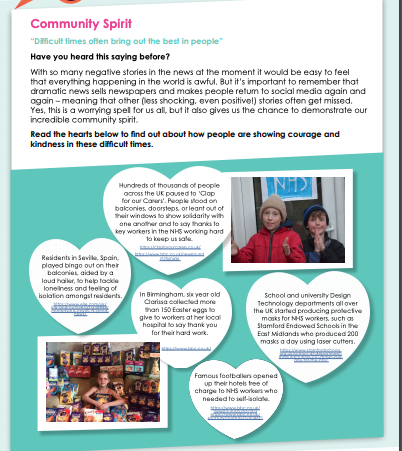 Community Spirit
"Difficult times often bring out the best in people"
Have you heard this saying before?
With so many negative stories in the news at the moment it would be easy to feel
that everything happening in the world is awful. But it's important to remember that
dramatic news sells newspapers and makes people return to social media again and
again – meaning that other (less shocking, even positive!) stories often get missed.
Yes, this is a worrying spell for us all, but it also gives us the chance to demonstrate our
incredible community spirit.
Read the hearts below to find out about how people are showing courage and
kindness in these difficult times.
Hundreds of thousands of people
across the UK paused to 'Clap
for our Carers'. People stood on
balconies, doorsteps, or leant out of
their windows to show solidarity with
one another and to say thanks to
key workers in the NHS working hard
to keep us safe.
NHS
Residents in Seville, Spain,
played bingo out on their
balconies, aided by a
loud hailer, to help tackle
loneliness and feeling of
isolation amongst residents.
In Birmingham, six year old
Clarissa collected more
than 150 Easter eggs to
give to workers at her local
hospital to say thank you
for their hard work.
School and university Design
Technology departments all over
the UK started producing protective
masks for NHS workers, such as
Stamford Endowed Schools in the
East Midlands who produced 200
masks a day using laser cutters.
Famous footballers opened
up their hotels free of
charge to NHS workers who
needed to self-isolate.